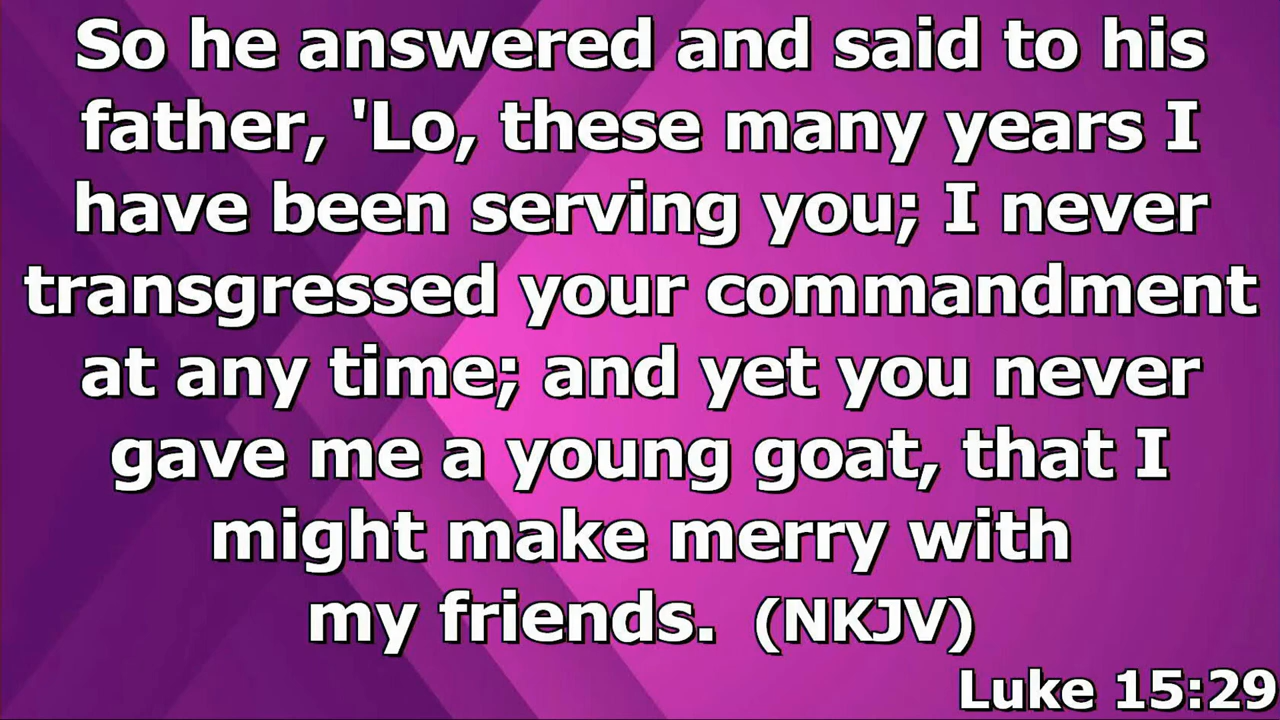 So he answered and said to his
father, 'Lo, these many years I
have been serving you; I never
transgressed your commandment
at any time; and yet you never
gave me a young goat, that I
might make merry with
my friends. (NKJV)
Luke 15:29